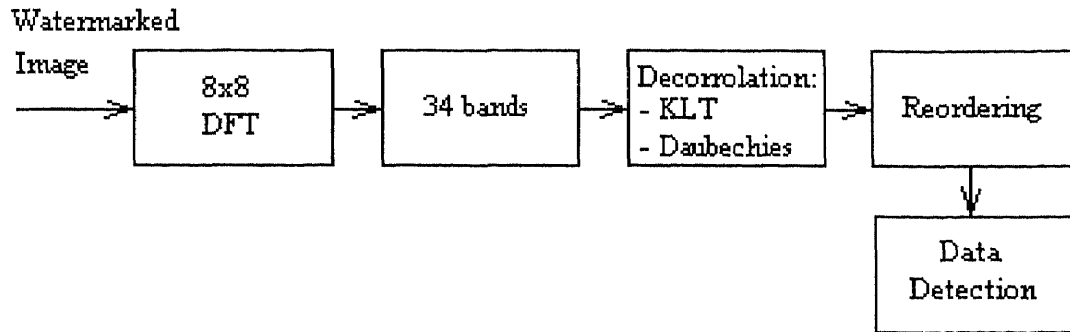 Watermarked
Image
8x8
DFT
34 bands
Decorrolation:
- KLT
- Daubechies
Reordering
Data
Detection